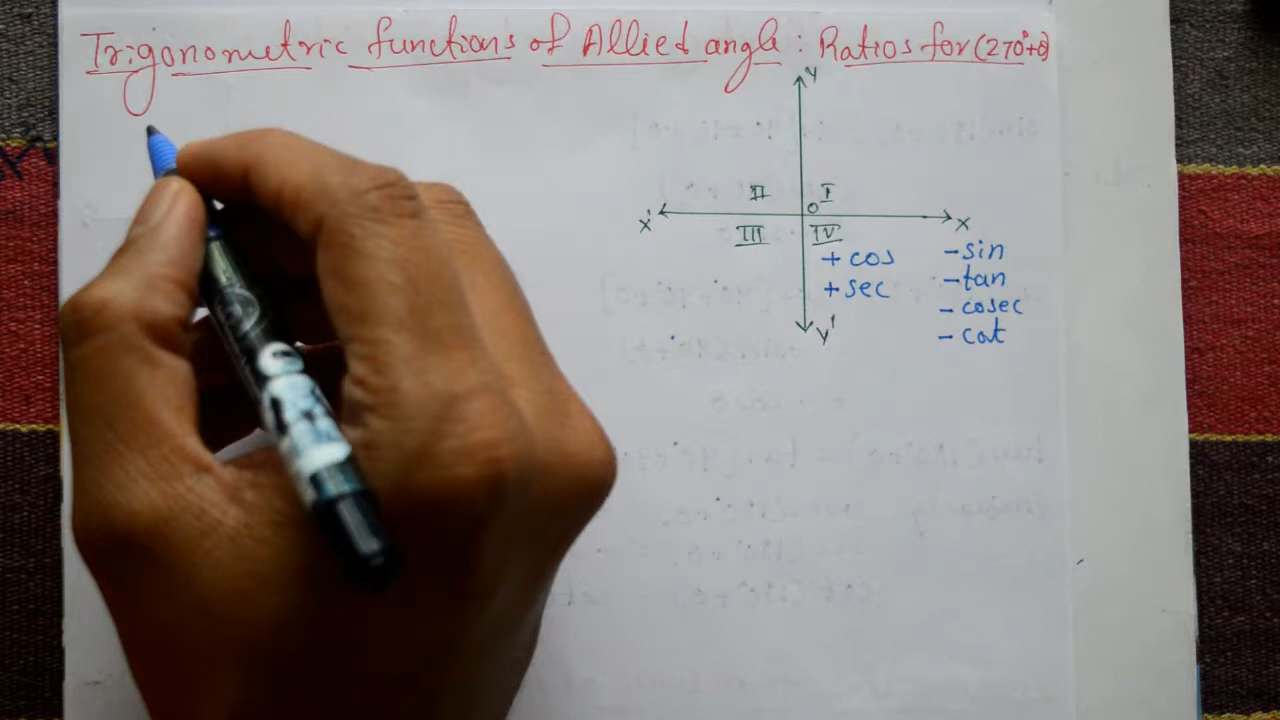 Trigonometric functions of Allied angle : Ratios for (270°+θ)
Y
II I
X' O X
III IV
+ cos - sin
+ sec - tan
- cosec
Y' - cot